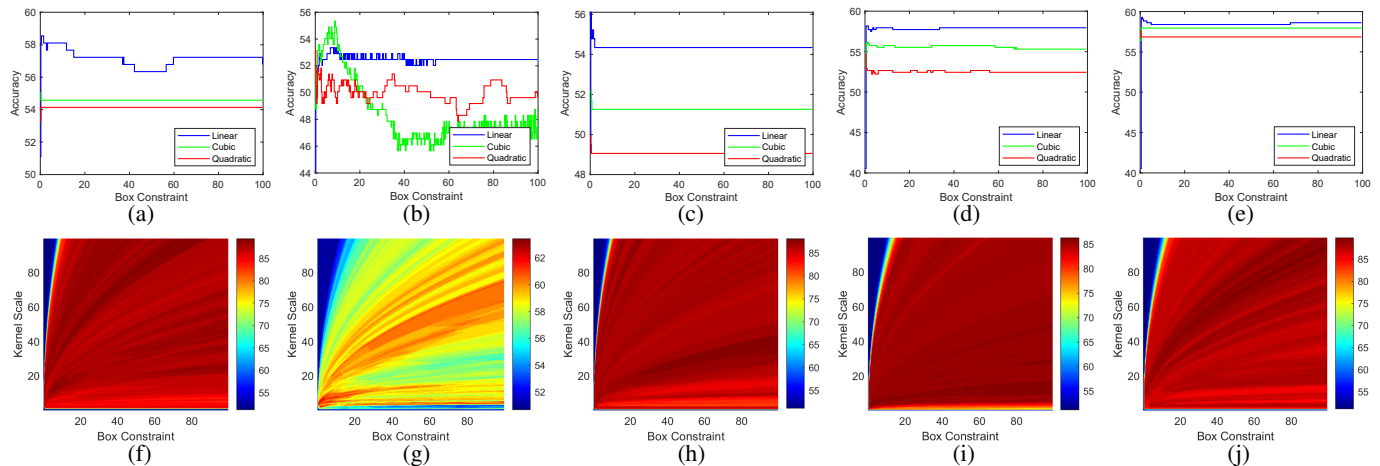 60
58
56
54
52
50
Accuracy
0 20 40 60 80 100
Box Constraint
Linear
Cubic
Quadratic
(a)
56
54
52
50
48
46
44
Accuracy
0 20 40 60 80 100
Box Constraint
Linear
Cubic
Quadratic
(b)
56
54
52
50
48
Accuracy
0 20 40 60 80 100
Box Constraint
Linear
Cubic
Quadratic
(c)
60
55
50
45
40
Accuracy
0 20 40 60 80 100
Box Constraint
Linear
Cubic
Quadratic
(d)
60
55
50
45
40
Accuracy
0 20 40 60 80 100
Box Constraint
Linear
Cubic
Quadratic
(e)
80
60
40
20
Kernel Scale
20 40 60 80
Box Constraint
85
80
75
70
65
60
55
(f)
80
60
40
20
Kernel Scale
20 40 60 80
Box Constraint
62
60
58
56
54
52
(g)
80
60
40
20
Kernel Scale
20 40 60 80
Box Constraint
85
80
75
70
65
60
55
(h)
80
60
40
20
Kernel Scale
20 40 60 80
Box Constraint
85
80
75
70
65
60
55
(i)
80
60
40
20
Kernel Scale
20 40 60 80
Box Constraint
85
80
75
70
65
60
55
(j)